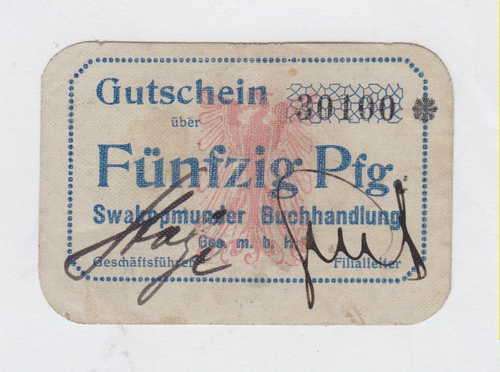 Gutschein 30100
über
Fünfzig Pfg.
Swakopmunder Buchhandlung
Ges. m. b. H.
Geschäftsführer Filialleiter